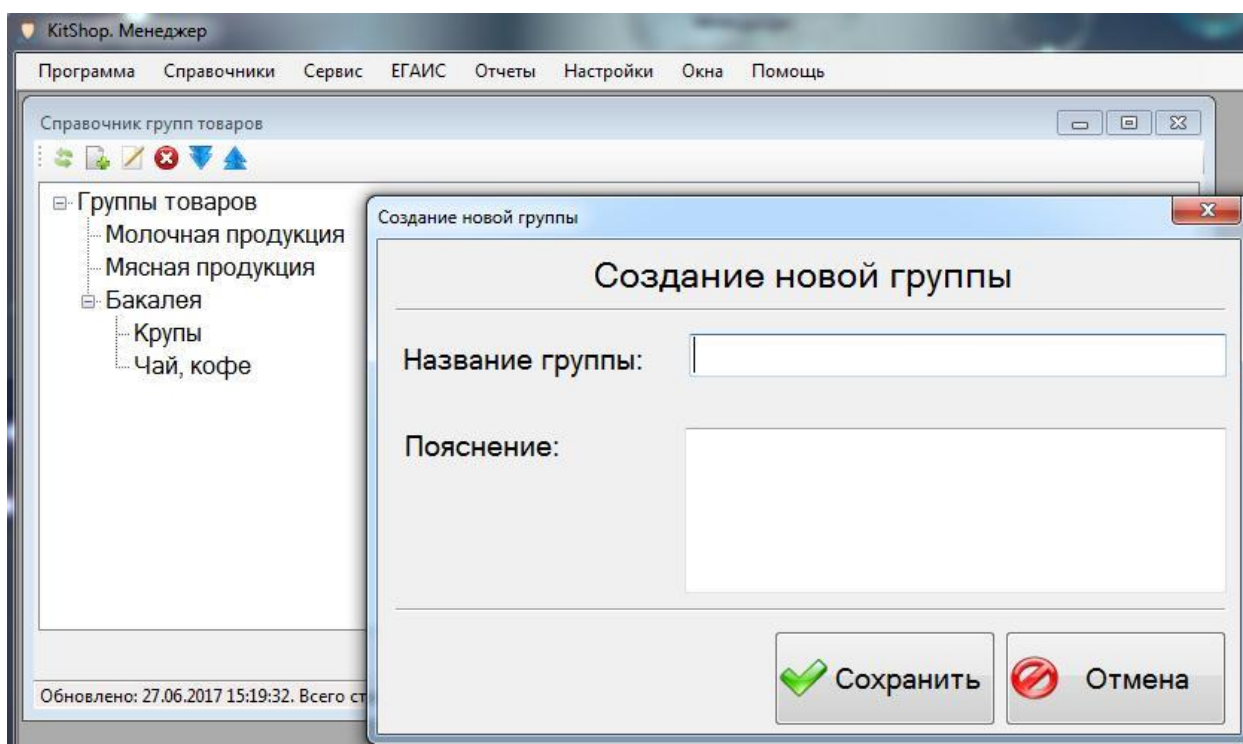 KitShop. Менеджер
Программа Справочники Сервис ЕГАИС Отчеты Настройки Окна Помощь
Справочник групп товаров
Группы товаров
Молочная продукция
Мясная продукция
Бакалея
Крупы
Чай, кофе
Обновлено: 27.06.2017 15:19:32. Всего
Создание новой группы
Создание новой группы
Название группы:
Пояснение:
Сохранить Отмена